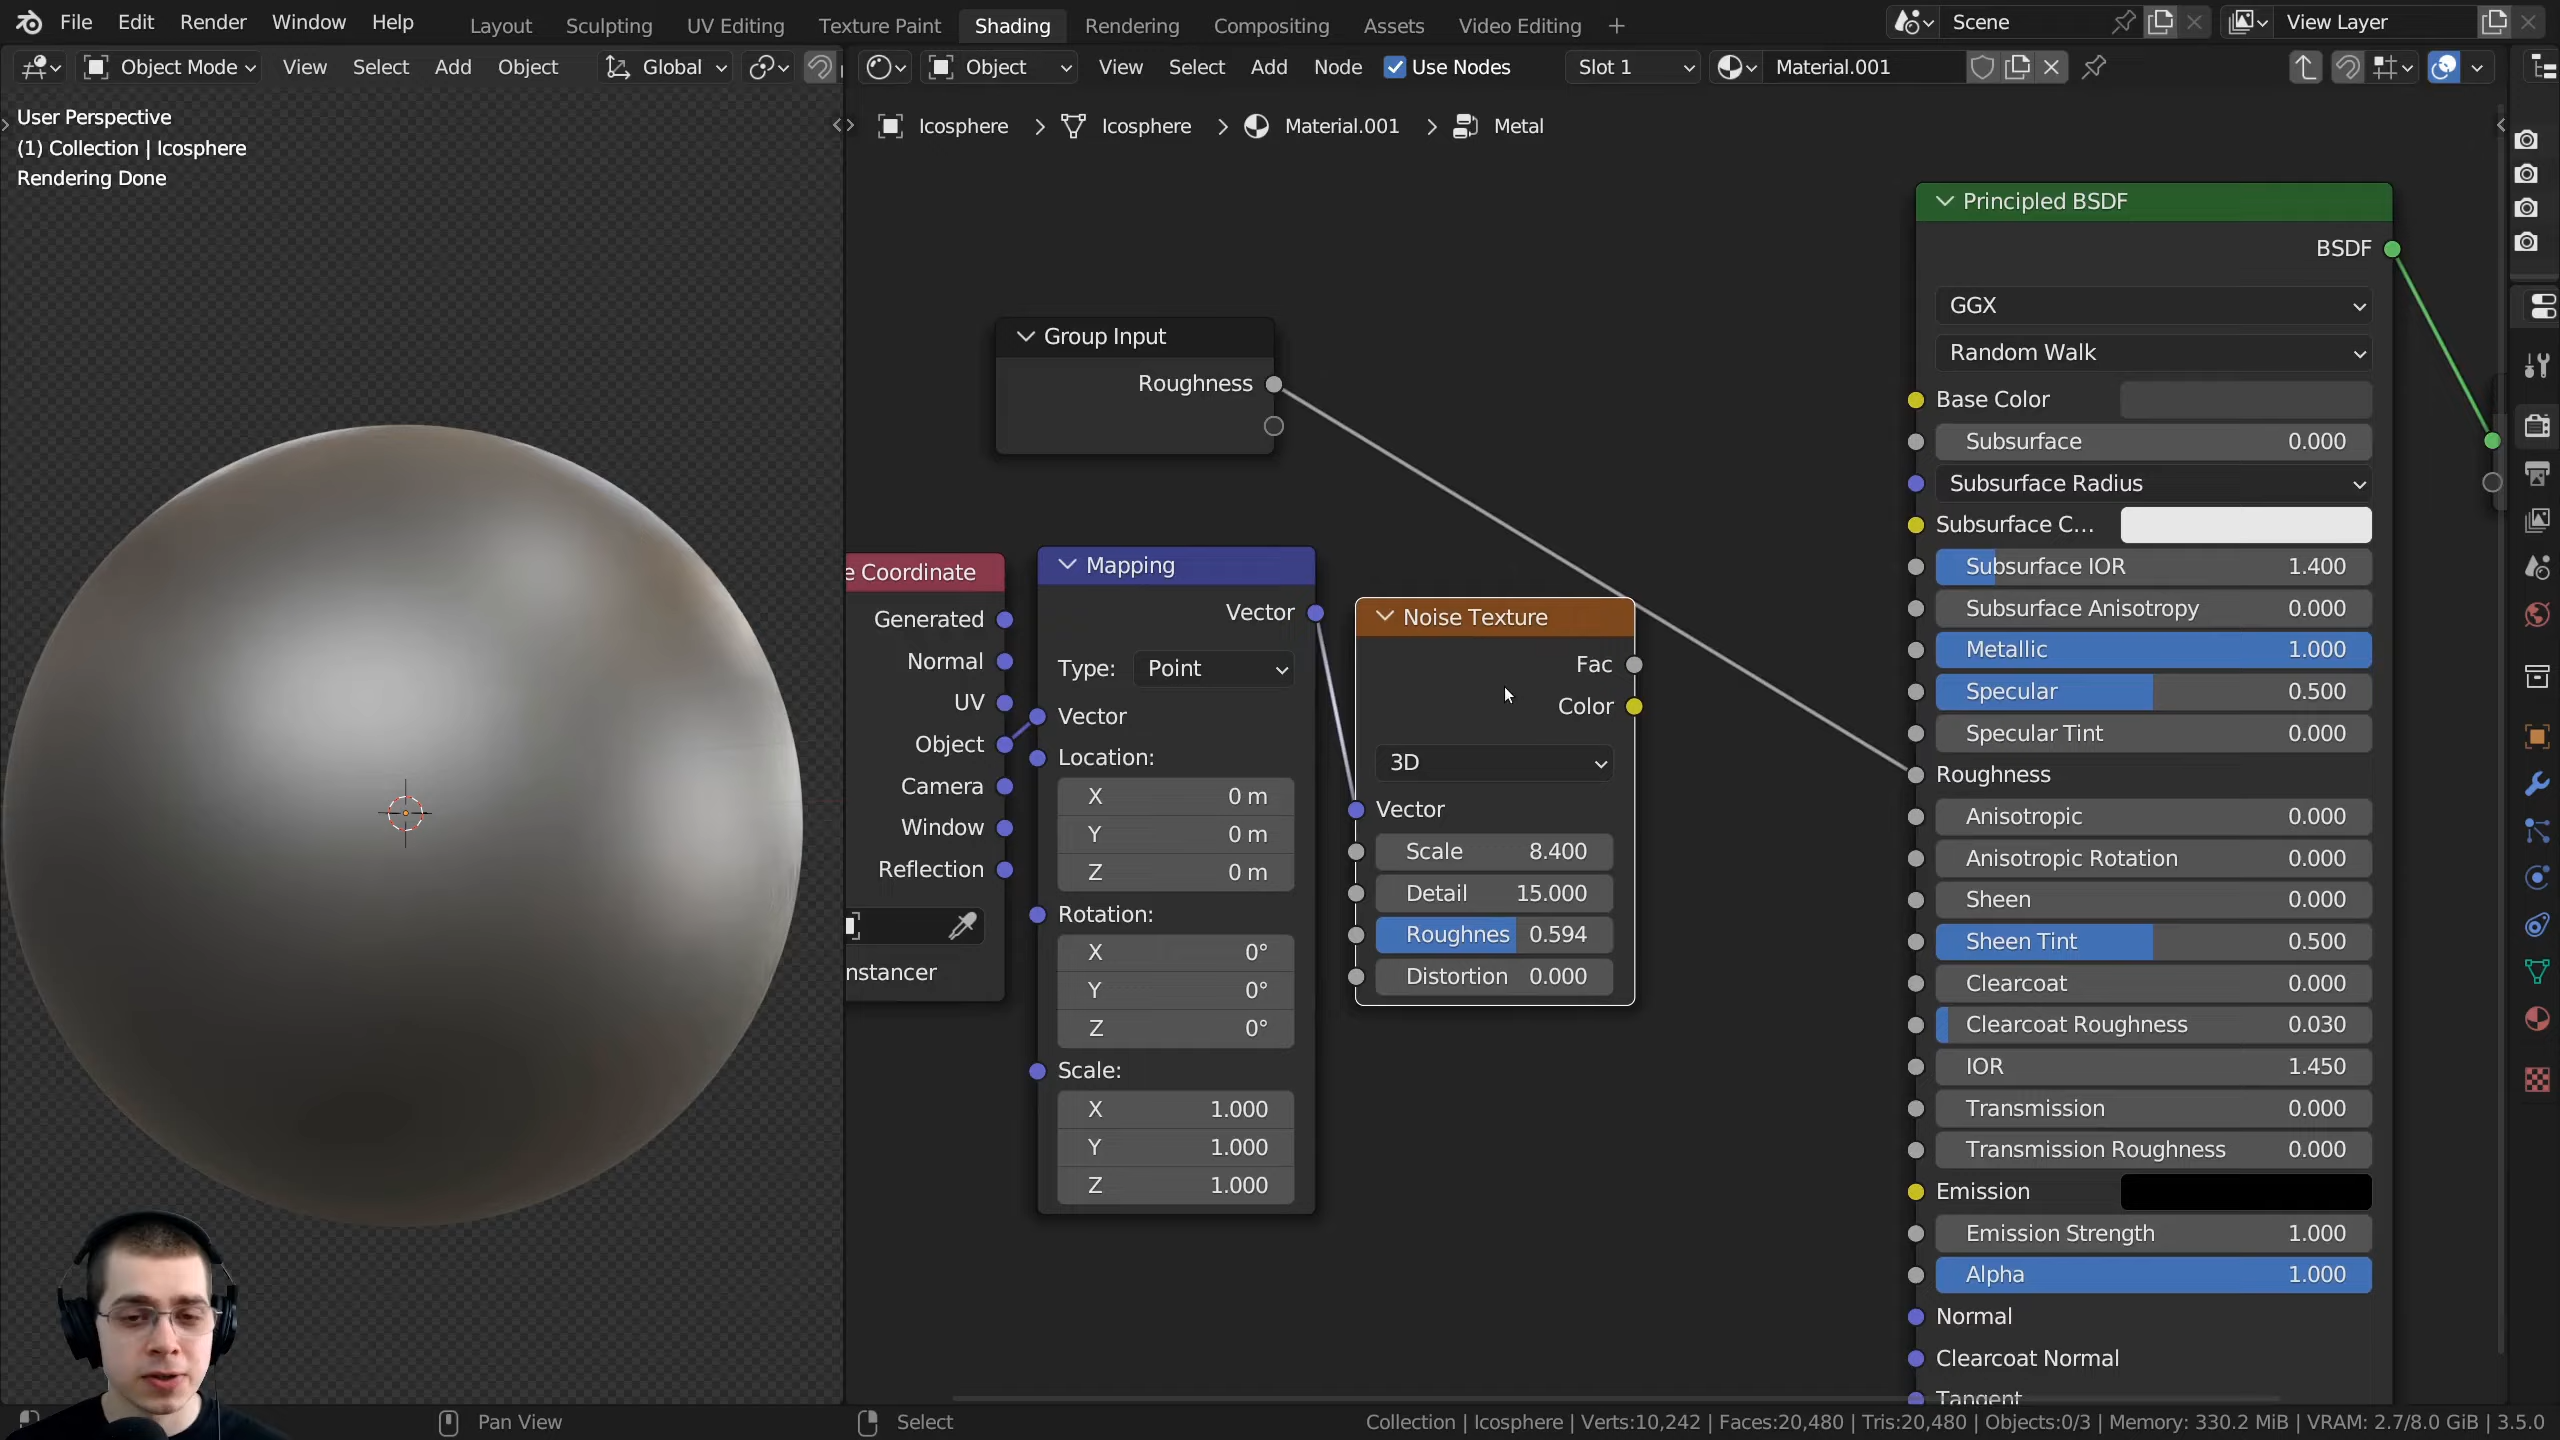 File Edit Render Window Help Layout Sculpting UV Editing Texture Paint Shading Rendering Compositing Assets Video Editing + Scene View Layer
Object Mode View Select Add Object Global Object View Select Add Node Use Nodes Slot 1 Material.001
User Perspective
(1) Collection | Icosphere
Rendering Done
Icosphere > Icosphere > Material.001 > Metal
Group Input
Roughness
e Coordinate
Generated
Normal
UV
Object
Camera
Window
Reflection
nstancer
Mapping
Vector
Type: Point
Vector
Location:
X 0 m
Y 0 m
Z 0 m
Rotation:
X 0°
Y 0°
Z 0°
Scale:
X 1.000
Y 1.000
Z 1.000
Noise Texture
Fac
Color
3D
Vector
Scale 8.400
Detail 15.000
Roughnes 0.594
Distortion 0.000
Principled BSDF
BSDF
GGX
Random Walk
Base Color
Subsurface 0.000
Subsurface Radius
Subsurface C...
Subsurface IOR 1.400
Subsurface Anisotropy 0.000
Metallic 1.000
Specular 0.500
Specular Tint 0.000
Roughness
Anisotropic 0.000
Anisotropic Rotation 0.000
Sheen 0.000
Sheen Tint 0.500
Clearcoat 0.000
Clearcoat Roughness 0.030
IOR 1.450
Transmission 0.000
Transmission Roughness 0.000
Emission
Emission Strength 1.000
Alpha 1.000
Normal
Clearcoat Normal
Tangent
Pan View Select Collection | Icosphere | Verts:10,242 | Faces:20,480 | Tris:20,480 | Objects:0/3 | Memory: 330.2 MiB | VRAM: 2.7/8.0 GiB | 3.5.0